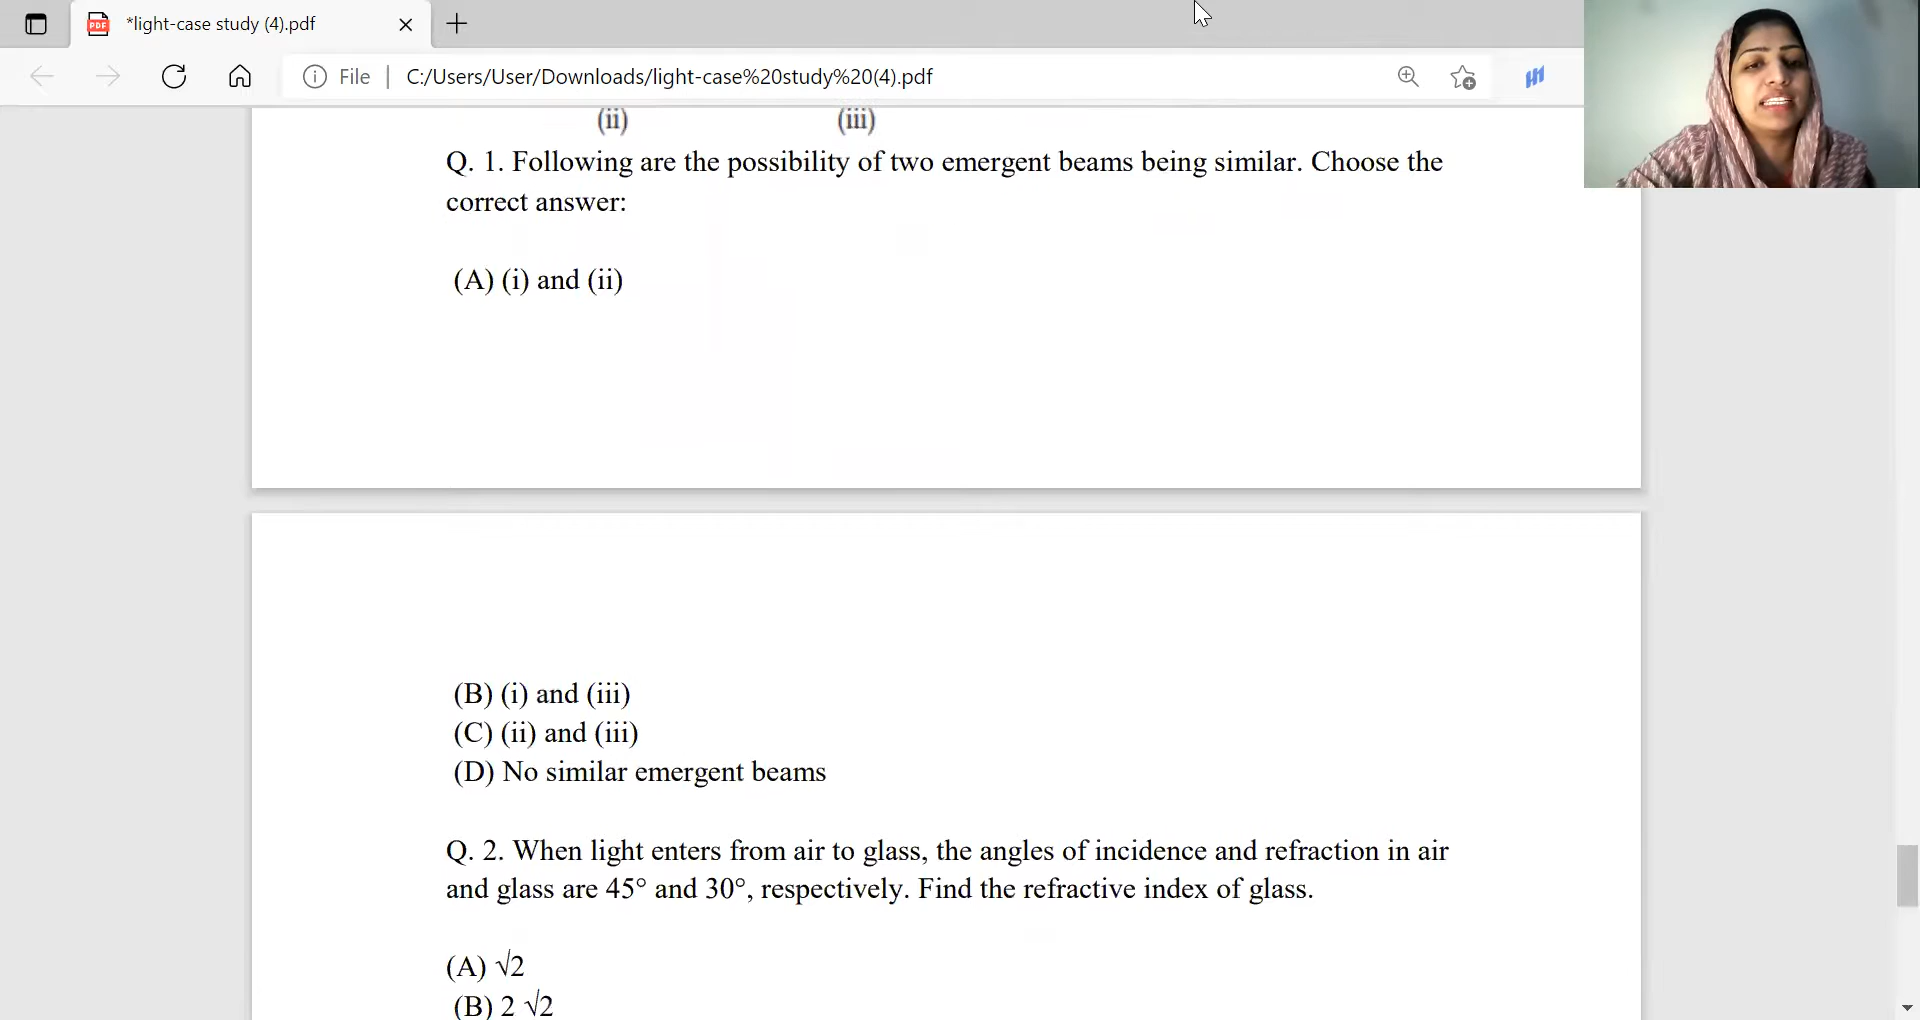 *light-case study (4).pdf
File | C:/Users/User/Downloads/light-case%20study%20(4).pdf
(ii) (iii)
Q. 1. Following are the possibility of two emergent beams being similar. Choose the
correct answer:
(A) (i) and (ii)
(B) (i) and (iii)
(C) (ii) and (iii)
(D) No similar emergent beams
Q. 2. When light enters from air to glass, the angles of incidence and refraction in air
and glass are 45° and 30°, respectively. Find the refractive index of glass.
(A) √2
(B) 2 √2